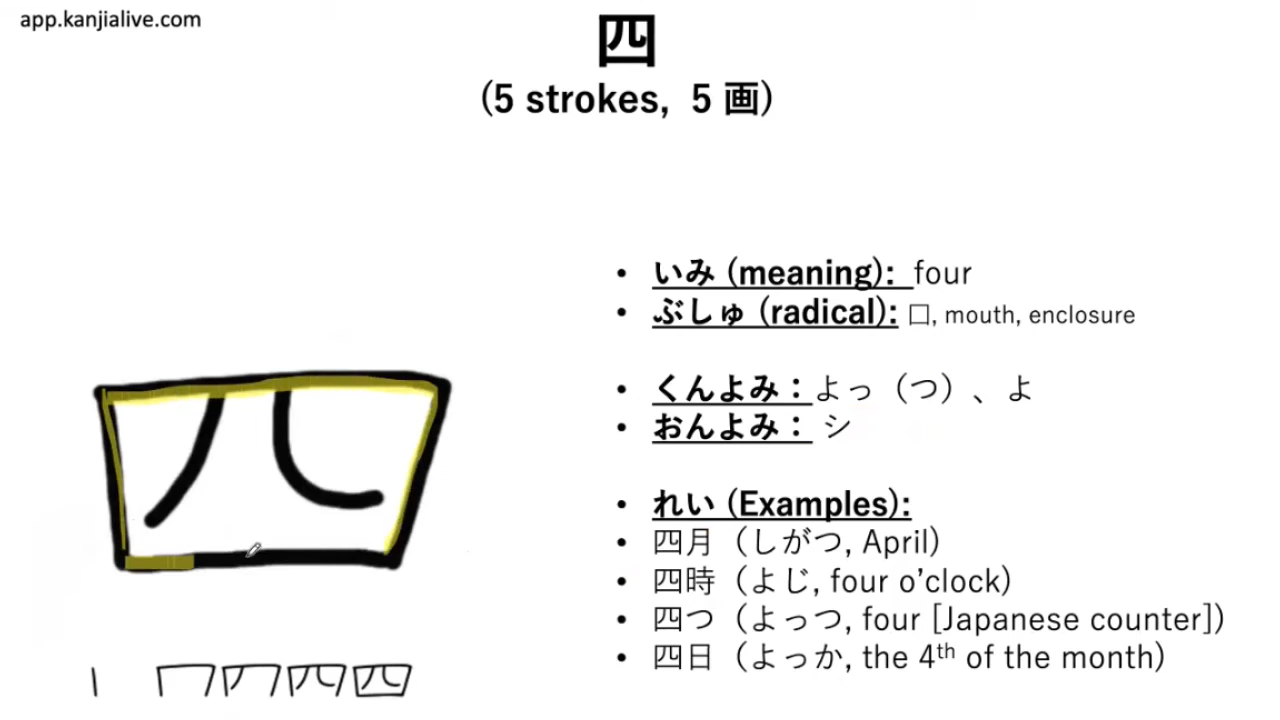 app.kanjialive.com
四
(5 strokes, 5 画)
• いみ (meaning): four
• ぶしゅ (radical): 口, mouth, enclosure
• くんよみ：よっ（つ）、よ
• おんよみ： シ
• れい (Examples):
• 四月（しがつ, April)
• 四時（よじ, four o’clock)
• 四つ（よっつ, four [Japanese counter])
• 四日（よっか, the 4th of the month)
四
四